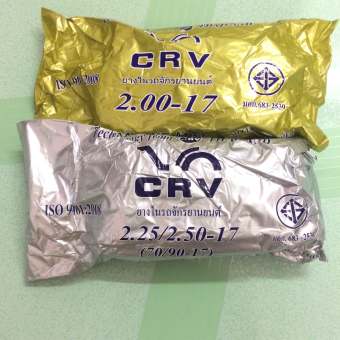 CRV
ยางในรถจักรยานยนต์
2.00-17
ISO 9001:2008
มอก.683-2530
Technology from
CRV
ยางในรถจักรยานยนต์
ISO 9001:2008
2.25/2.50-17
(70/90-17)
มอก. 683-2530